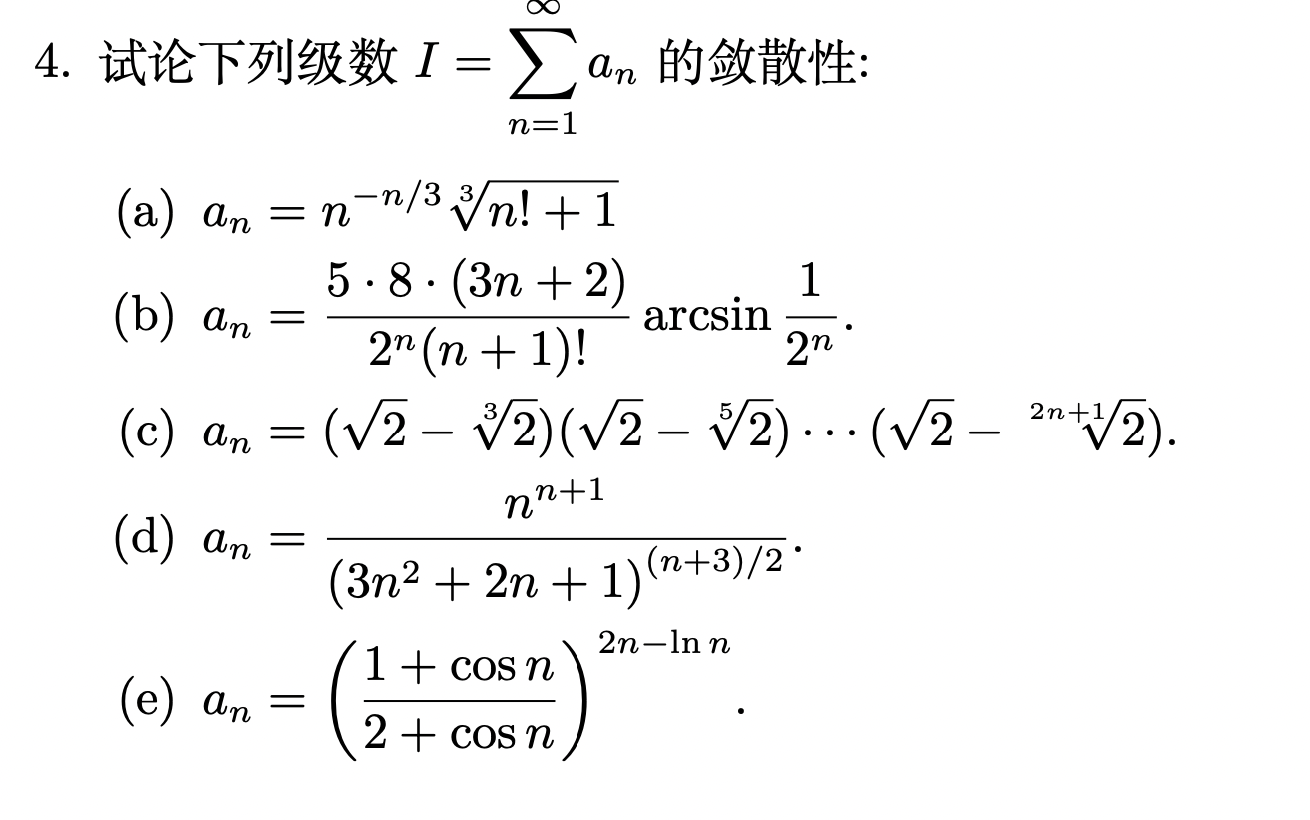 4. 试论下列级数 $I = \sum_{n=1}^{\infty} a_n$ 的敛散性:
(a) $a_n = n^{-n/3} \sqrt[3]{n! + 1}$
(b) $a_n = \frac{5 \cdot 8 \cdot (3n+2)}{2^n (n+1)!} \arcsin \frac{1}{2^n}.$
(c) $a_n = (\sqrt{2} - \sqrt[3]{2})(\sqrt{2} - \sqrt[5]{2}) \cdots (\sqrt{2} - \sqrt[2n+1]{2}).$
(d) $a_n = \frac{n^{n+1}}{(3n^2 + 2n + 1)^{(n+3)/2}}.$
(e) $a_n = \left( \frac{1 + \cos n}{2 + \cos n} \right)^{2n - \ln n}.$